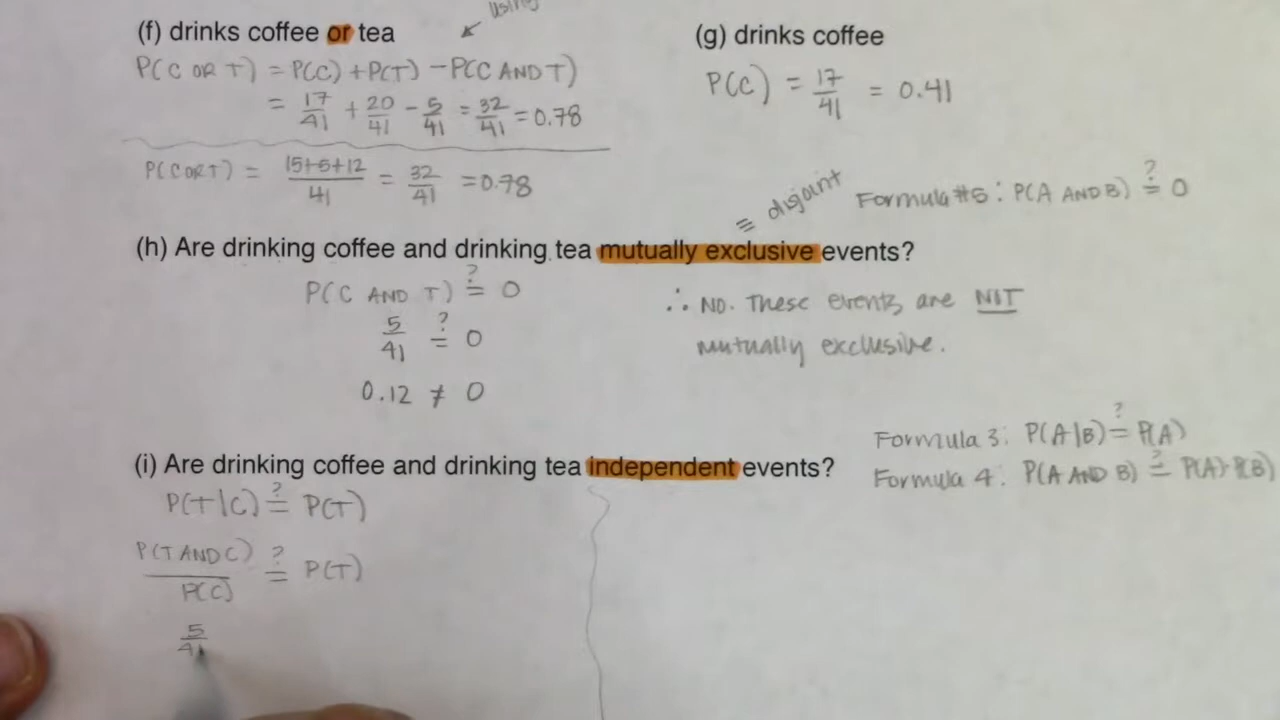 using
(f) drinks coffee or tea
P(C OR T) = P(C) + P(T) - P(C AND T)
= 17/41 + 20/41 - 5/41 = 32/41 = 0.78
P(C OR T) = 15+5+12/41 = 32/41 = 0.78
(g) drinks coffee
P(C) = 17/41 = 0.41
≡ disjoint
Formula #5: P(A AND B) ≟ 0
(h) Are drinking coffee and drinking tea mutually exclusive events?
P(C AND T) ≟ 0
5/41 ≟ 0
0.12 ≠ 0
∴ NO. These events are NOT
mutually exclusive.
Formula 3: P(A|B) ≟ P(A)
Formula 4: P(A AND B) ≟ P(A)·P(B)
(i) Are drinking coffee and drinking tea independent events?
P(T|C) ≟ P(T)
P(T AND C)/P(C) ≟ P(T)
5/41